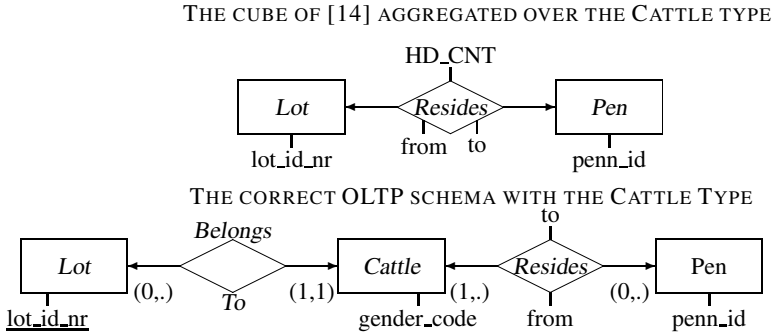 THE CUBE OF [14] AGGREGATED OVER THE CATTLE TYPE
HD_CNT
Lot
Resides
Pen
from
to
lot_id_nr
penn_id
THE CORRECT OLTP SCHEMA WITH THE CATTLE TYPE
to
Belongs
Lot
Cattle
Resides
Pen
(0,.)
To
(1,1)
(1,.)
(0,.)
lot_id_nr
gender_code
from
penn_id